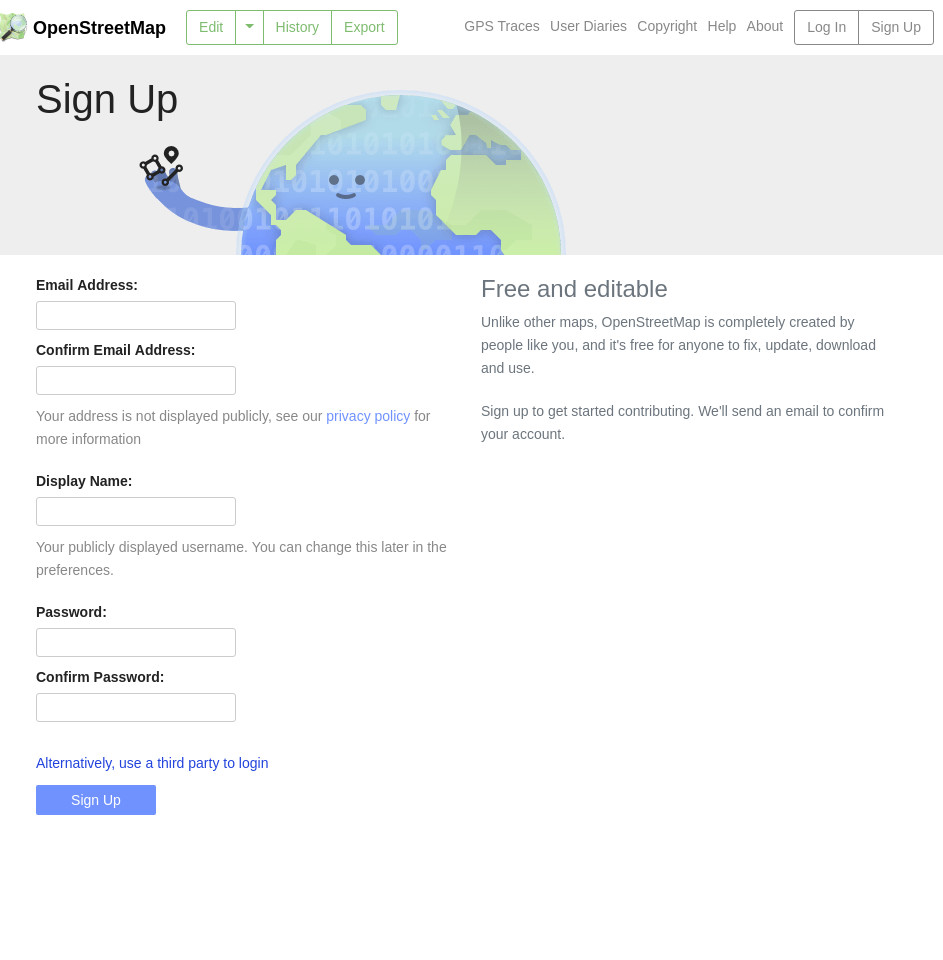 OpenStreetMap Edit History Export GPS Traces User Diaries Copyright Help About Log In Sign Up
Sign Up
Email Address:
Confirm Email Address:
Your address is not displayed publicly, see our privacy policy for
more information
Display Name:
Your publicly displayed username. You can change this later in the
preferences.
Password:
Confirm Password:
Alternatively, use a third party to login
Sign Up
Free and editable
Unlike other maps, OpenStreetMap is completely created by
people like you, and it's free for anyone to fix, update, download
and use.
Sign up to get started contributing. We'll send an email to confirm
your account.